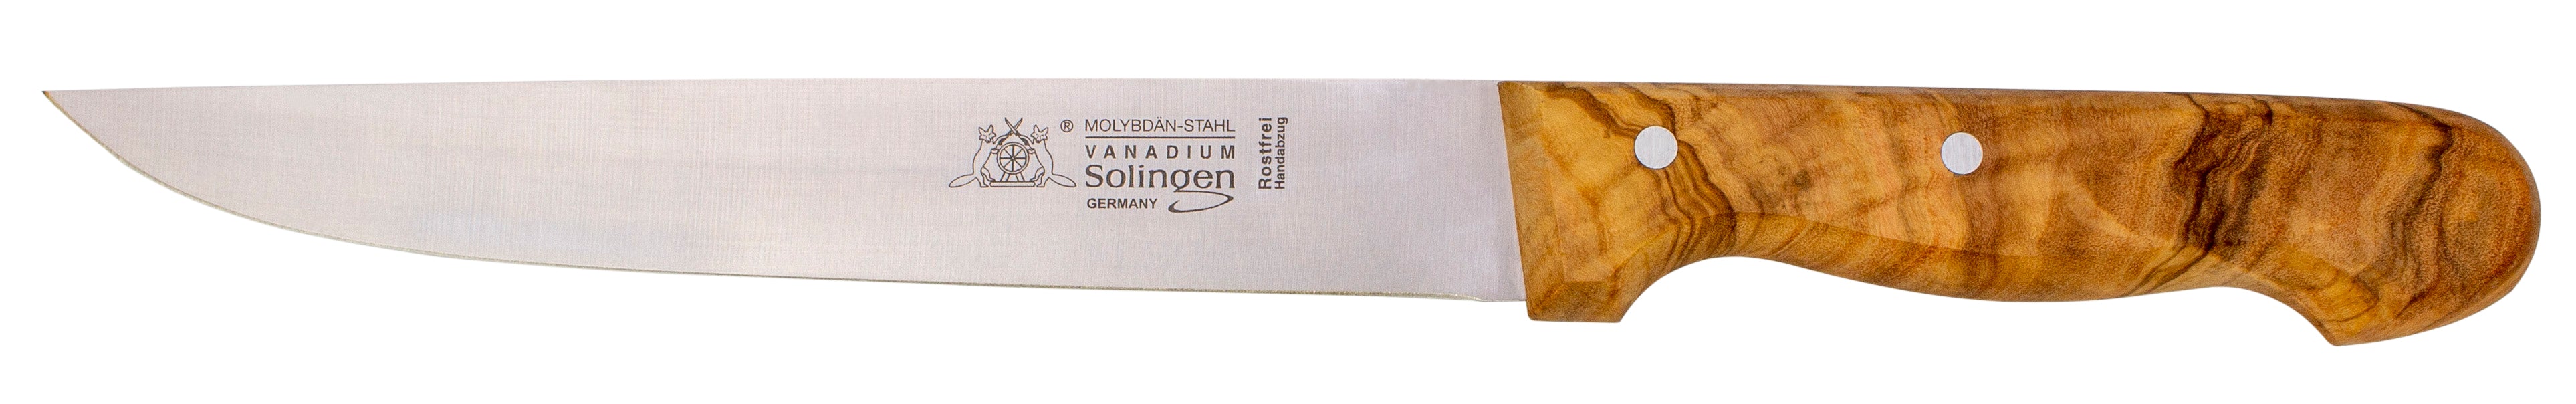 ®
MOLYBDÄN-STAHL
VANADIUM
Solingen
GERMANY
Rostfrei
Handabzug